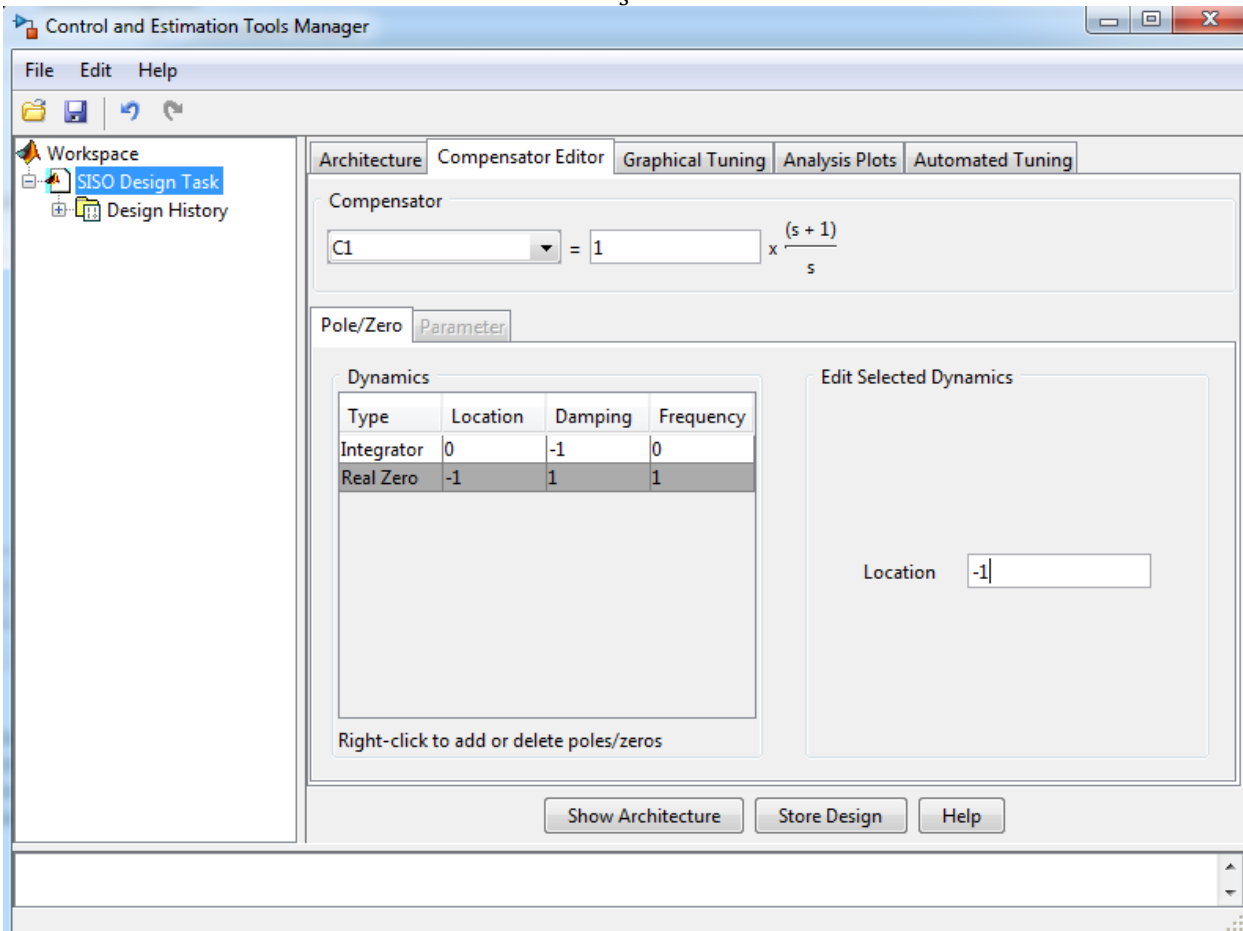 s
Control and Estimation Tools Manager
File Edit Help
Workspace
SISO Design Task
Design History
Architecture Compensator Editor Graphical Tuning Analysis Plots Automated Tuning
Compensator
C1 = 1 x (s + 1)
s
Pole/Zero Parameter
Dynamics
Type Location Damping Frequency
Integrator 0 -1 0
Real Zero -1 1 1
Right-click to add or delete poles/zeros
Edit Selected Dynamics
Location -1
Show Architecture Store Design Help